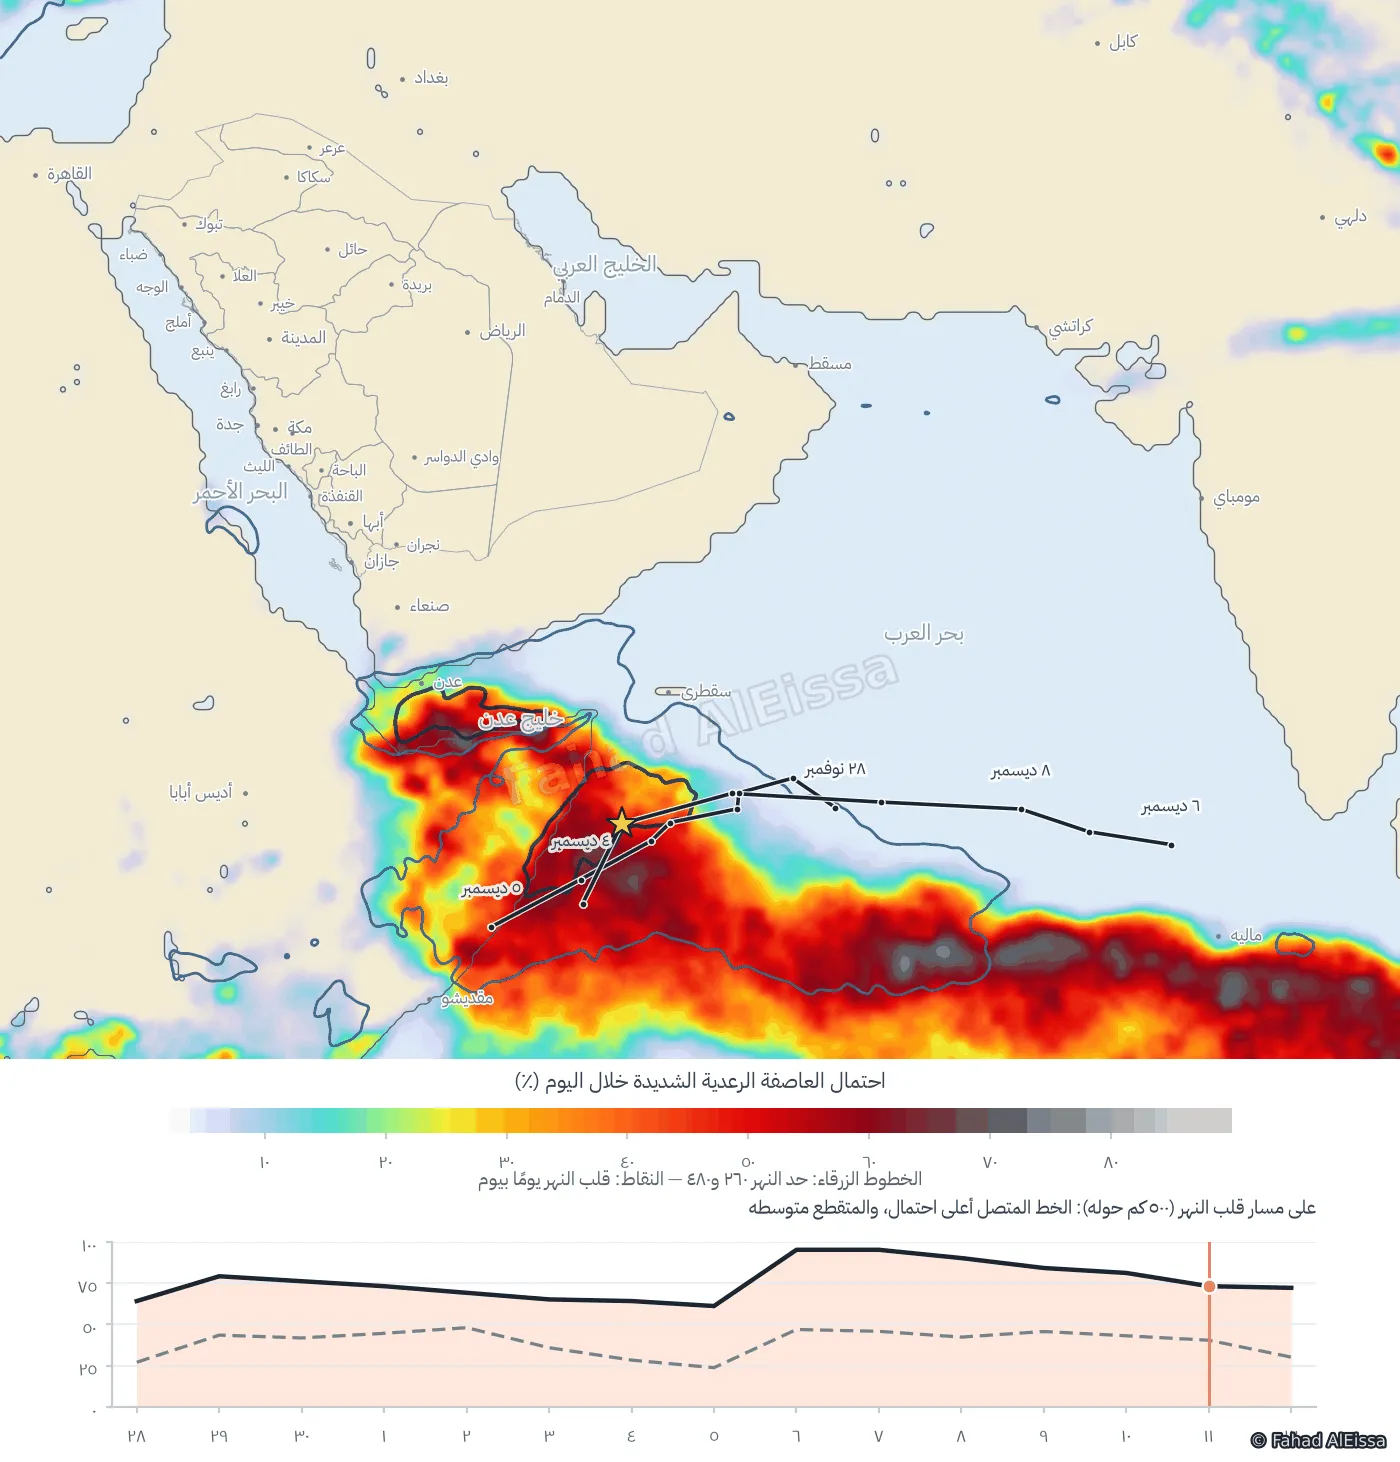 كابل
بغداد
عرعر
القاهرة
سكاكا
دلهي
تبوك
حائل
ضباء
الخليج العربي
العلا
الوجه
بريدة
الدمام
خيبر
أملج
كراتشي
الرياض
المدينة
ينبع
مسقط
رابغ
جدة
مكة
الطائف
وادي الدواسر
الليث
الباحة
البحر الأحمر
القنفذة
مومباي
أبها
نجران
جازان
صنعاء
بحر العرب
عدن
سقطرى
خليج عدن
Fahad AlEissa
٢٨ نوفمبر
٨ ديسمبر
أديس أبابا
٦ ديسمبر
٤ ديسمبر
٥ ديسمبر
ماليه
مقديشو
احتمال العاصفة الرعدية الشديدة خلال اليوم (٪)
١٠ ٢٠ ٣٠ ٤٠ ٥٠ ٦٠ ٧٠ ٨٠
الخطوط الزرقاء: حد النهر ٢٦٠ و٤٨٠ — النقاط: قلب النهر يومًا بيوم
على مسار قلب النهر (٥٠٠ كم حوله): الخط المتصل أعلى احتمال، والمتقطع متوسطه
١٠٠
٧٥
٥٠
٢٥
٠
٢٨ ٢٩ ٣٠ ١ ٢ ٣ ٤ ٥ ٦ ٧ ٨ ٩ ١٠ ١١
© Fahad AlEissa